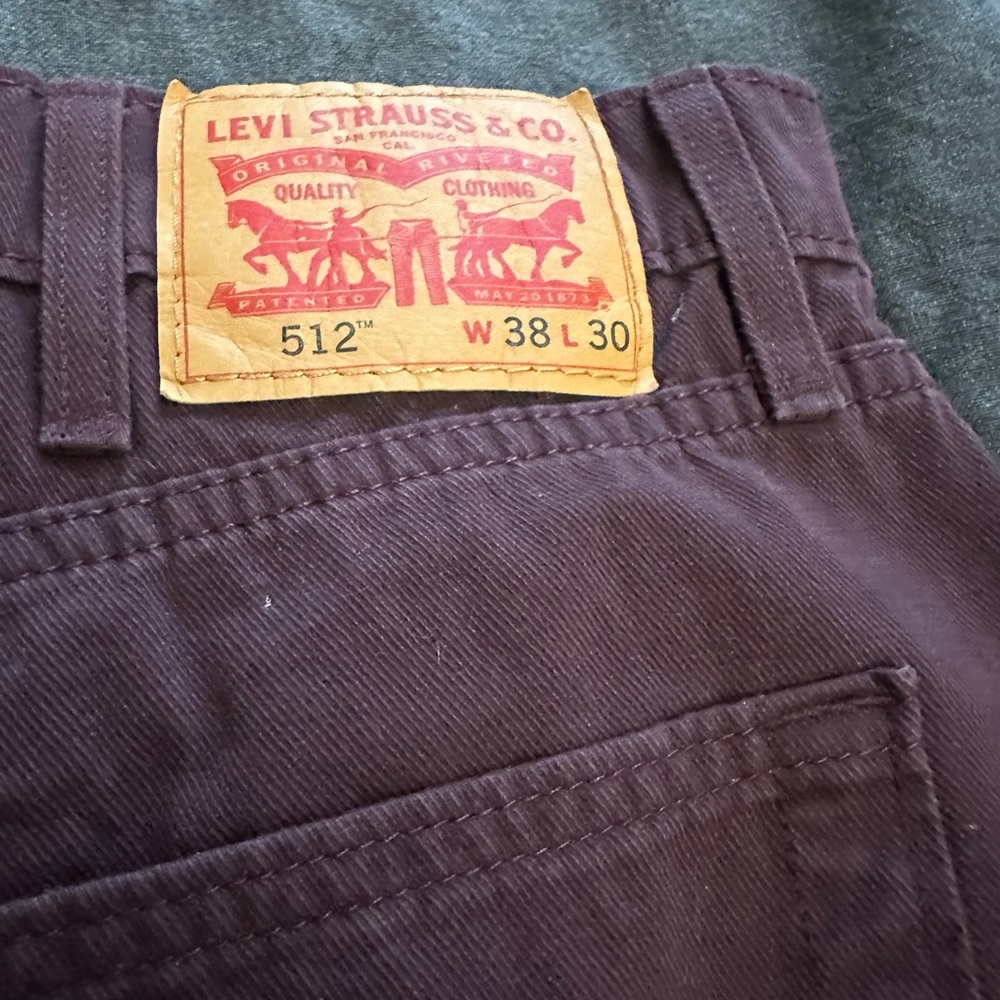 LEVI STRAUSS & CO.
SAN FRANCISCO
CAL.
ORIGINAL RIVETED
QUALITY CLOTHING
PATENTED MAY 20 1873
512™ W 38 L 30